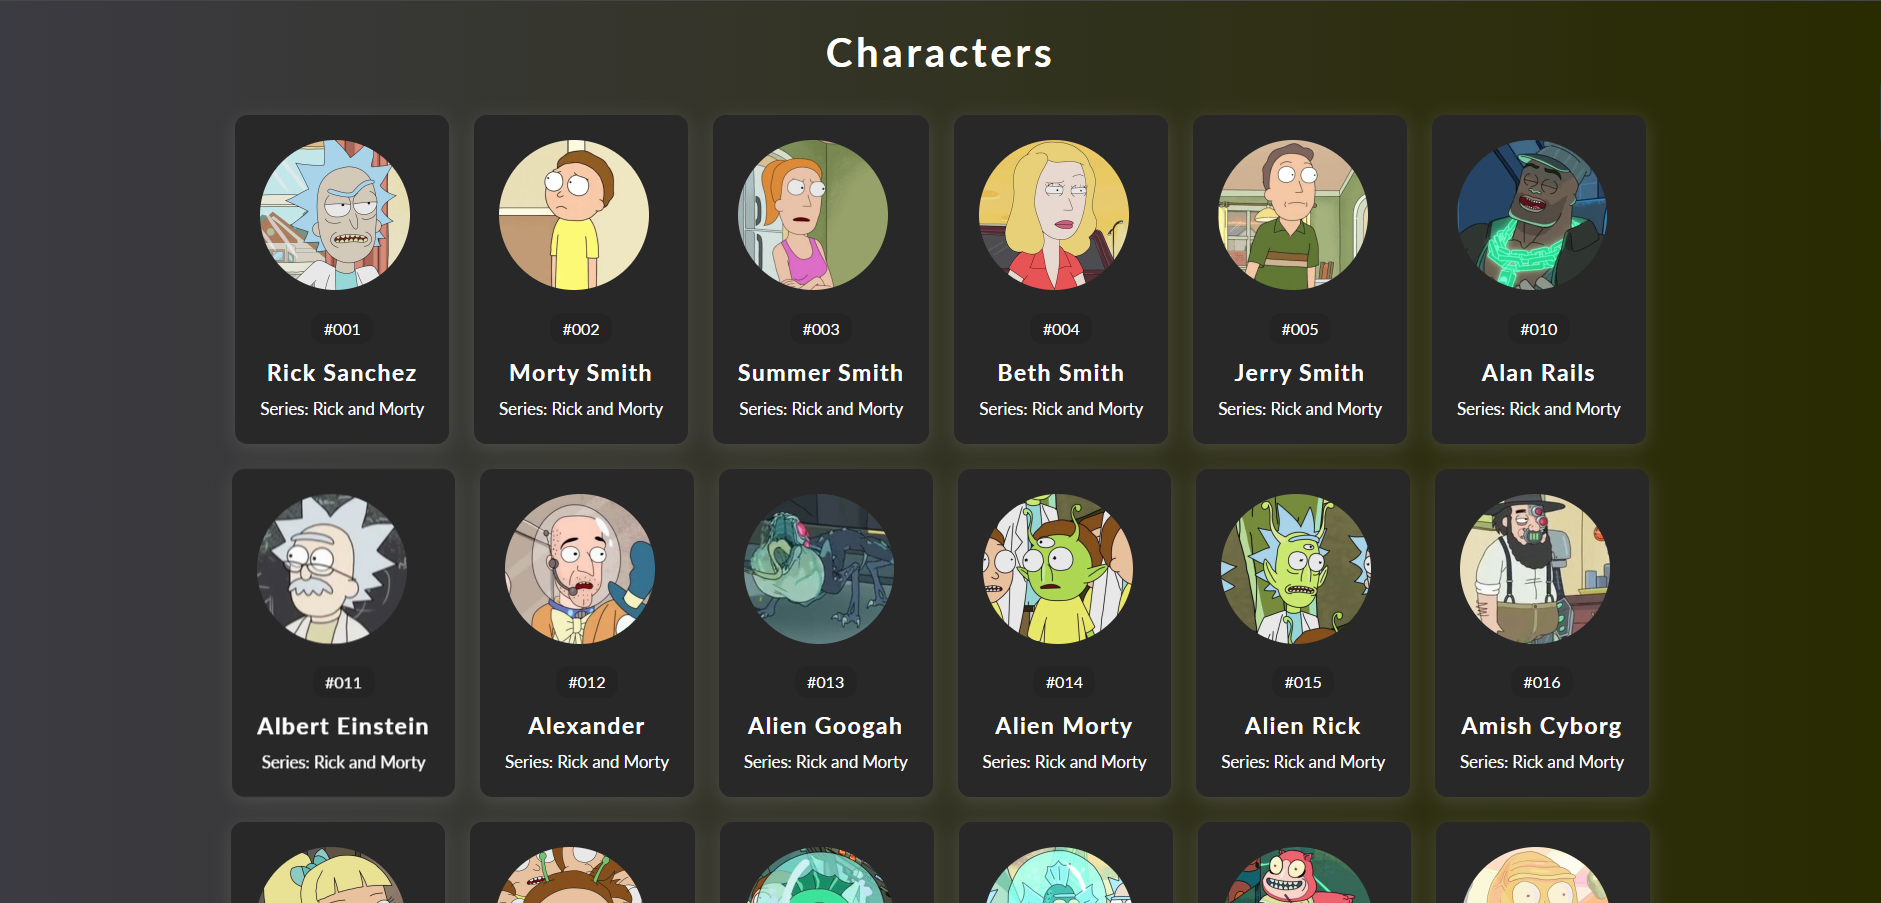 Characters
#001
Rick Sanchez
Series: Rick and Morty
#002
Morty Smith
Series: Rick and Morty
#003
Summer Smith
Series: Rick and Morty
#004
Beth Smith
Series: Rick and Morty
#005
Jerry Smith
Series: Rick and Morty
#010
Alan Rails
Series: Rick and Morty
#011
Albert Einstein
Series: Rick and Morty
#012
Alexander
Series: Rick and Morty
#013
Alien Googah
Series: Rick and Morty
#014
Alien Morty
Series: Rick and Morty
#015
Alien Rick
Series: Rick and Morty
#016
Amish Cyborg
Series: Rick and Morty